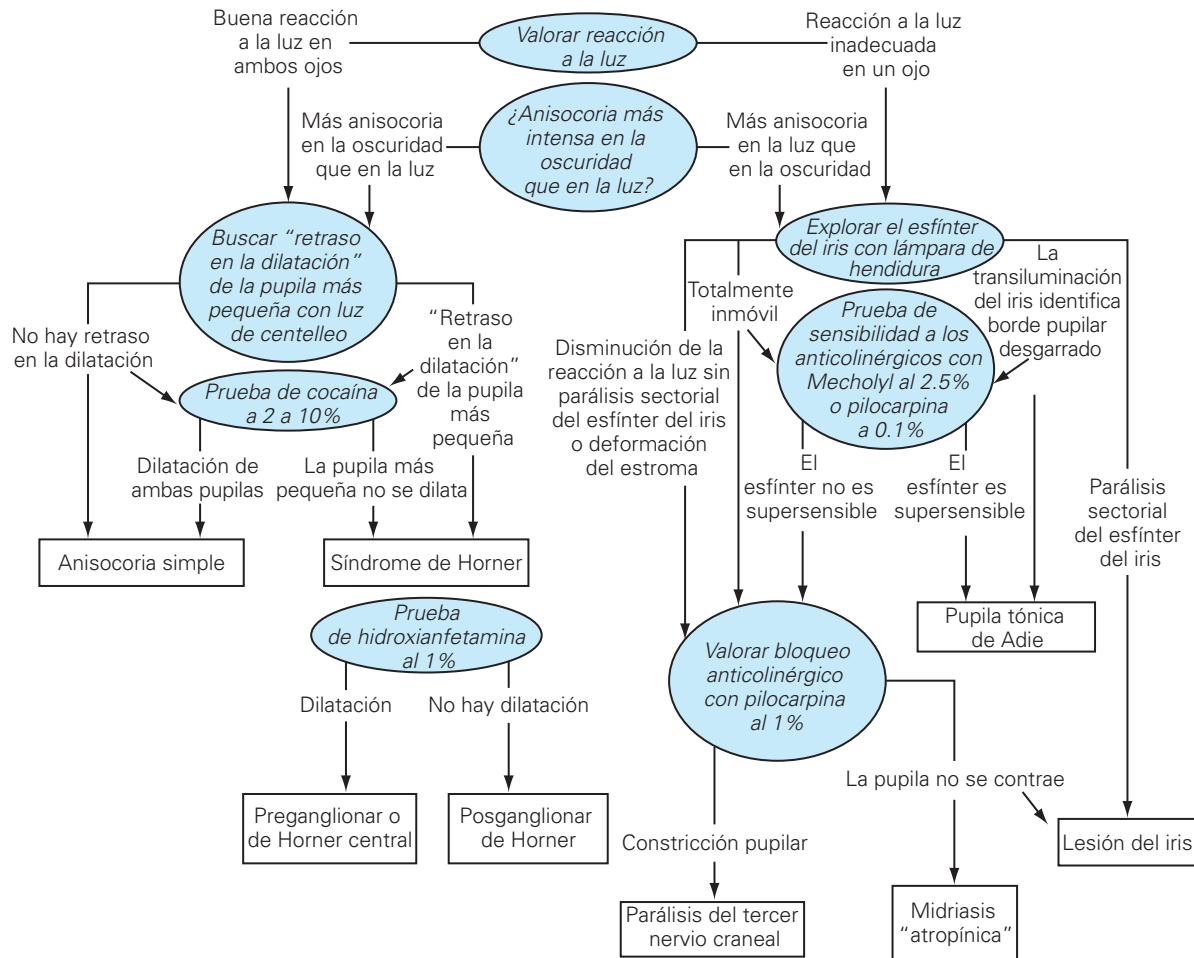 Buena reacción
a la luz en
ambos ojos
Valorar reacción
a la luz
Reacción a la luz
inadecuada
en un ojo
Más anisocoria
en la oscuridad
que en la luz
¿Anisocoria más
intensa en la
oscuridad
que en la luz?
Más anisocoria
en la luz que
en la oscuridad
Buscar “retraso
en la dilatación”
de la pupila más
pequeña con luz
de centelleo
Explorar el esfínter
del iris con lámpara de
hendidura
No hay retraso
en la dilatación
“Retraso
en la
dilatación”
de la pupila
más
pequeña
Prueba de cocaína
a 2 a 10%
Dilatación de
ambas pupilas
La pupila más
pequeña no se dilata
Anisocoria simple
Síndrome de Horner
Prueba
de hidroxianfetamina
al 1%
Dilatación
No hay dilatación
Preganglionar o
de Horner central
Posganglionar
de Horner
Disminución de la
reacción a la luz sin
parálisis sectorial
del esfínter del iris
o deformación
del estroma
Totalmente
inmóvil
Prueba de
sensibilidad a los
anticolinérgicos con
Mecholyl al 2.5%
o pilocarpina
a 0.1%
La
transiluminación
del iris identifica
borde pupilar
desgarrado
El
esfínter no es
supersensible
El
esfínter es
supersensible
Parálisis
sectorial
del esfínter
del iris
Pupila tónica
de Adie
Valorar bloqueo
anticolinérgico
con pilocarpina
al 1%
La pupila no se contrae
Constricción pupilar
Lesión del iris
Parálisis del tercer
nervio craneal
Midriasis
“atropínica”